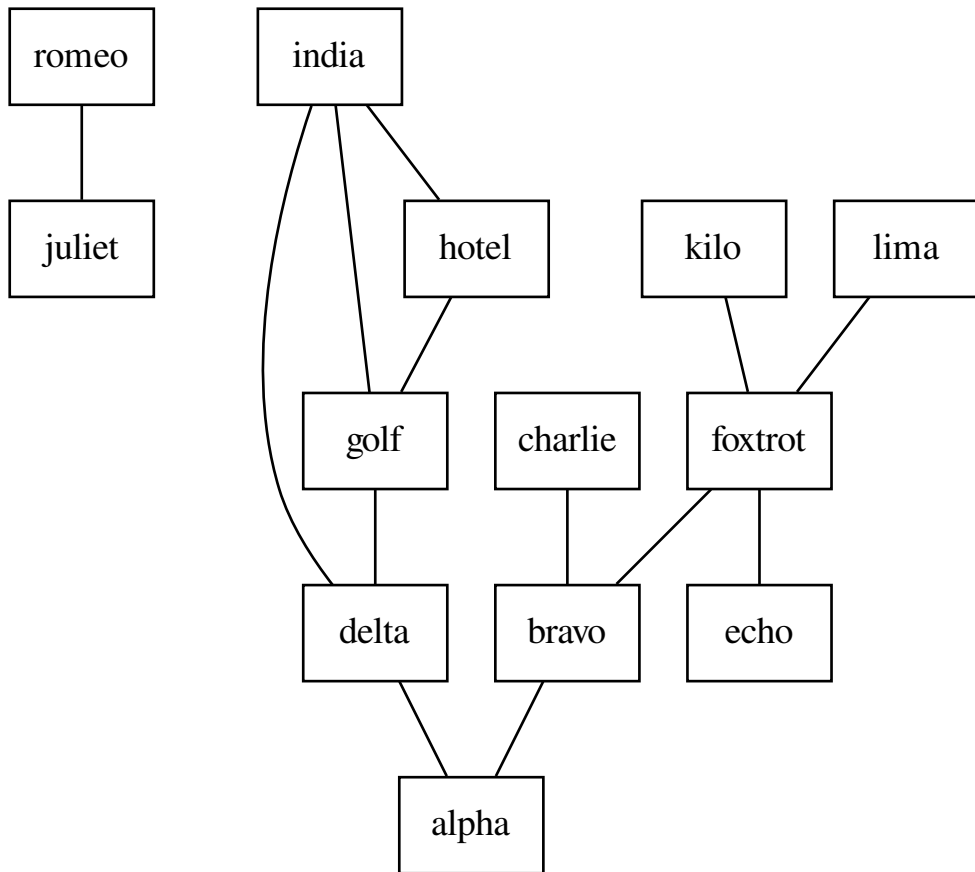 romeo
india
juliet
hotel
kilo
lima
golf
charlie
foxtrot
delta
bravo
echo
alpha